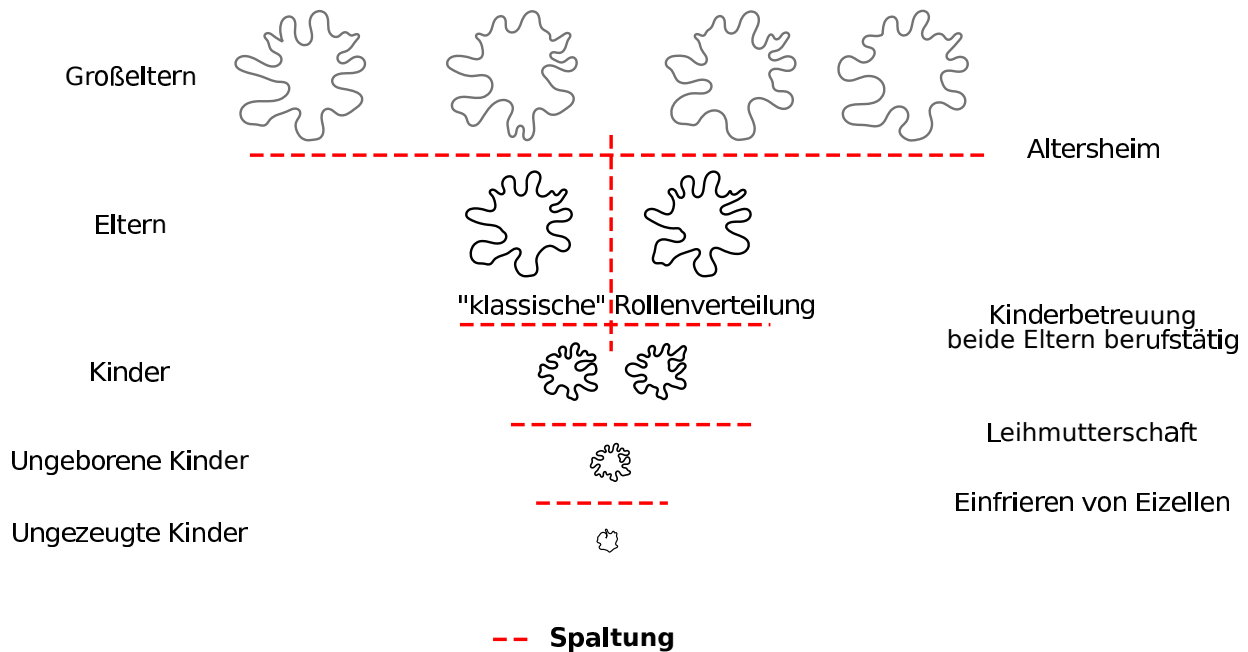 Großeltern
Altersheim
Eltern
"klassische" Rollenverteilung
Kinderbetreuung
beide Eltern berufstätig
Kinder
Leihmutterschaft
Ungeborene Kinder
Einfrieren von Eizellen
Ungezeugte Kinder
Spaltung